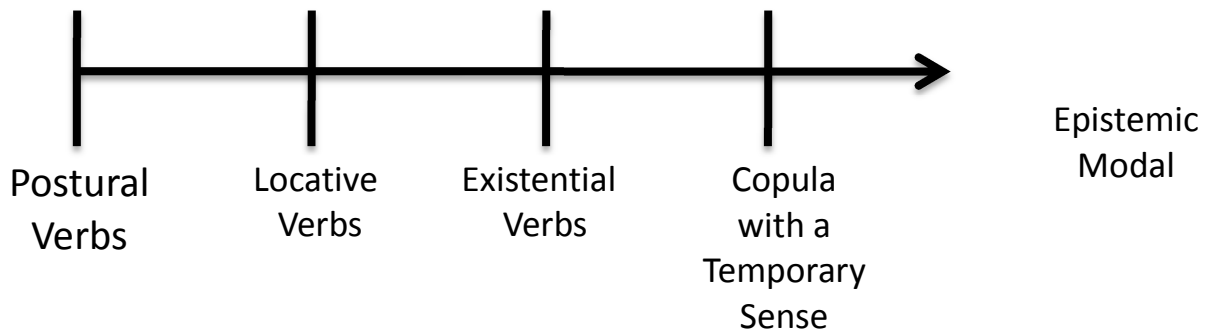 Postural
Verbs
Locative
Verbs
Existential
Verbs
Copula
with a
Temporary
Sense
Epistemic
Modal